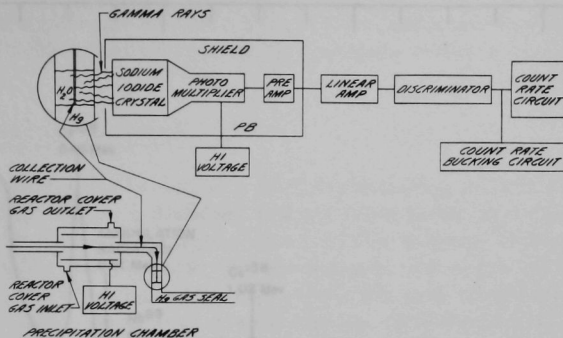 GAMMA RAYS
SHIELD
SODIUM
IODIDE
CRYSTAL
PHOTO
MULTIPLIER
PRE
AMP
LINEAR
AMP
DISCRIMINATOR
COUNT
RATE
CIRCUIT
H2O
Hg
PB
HI
VOLTAGE
COUNT RATE
BUCKING CIRCUIT
COLLECTION
WIRE
REACTOR COVER
GAS OUTLET
REACTOR
COVER
GAS INLET
HI
VOLTAGE
Hg GAS SEAL
PRECIPITATION CHAMBER